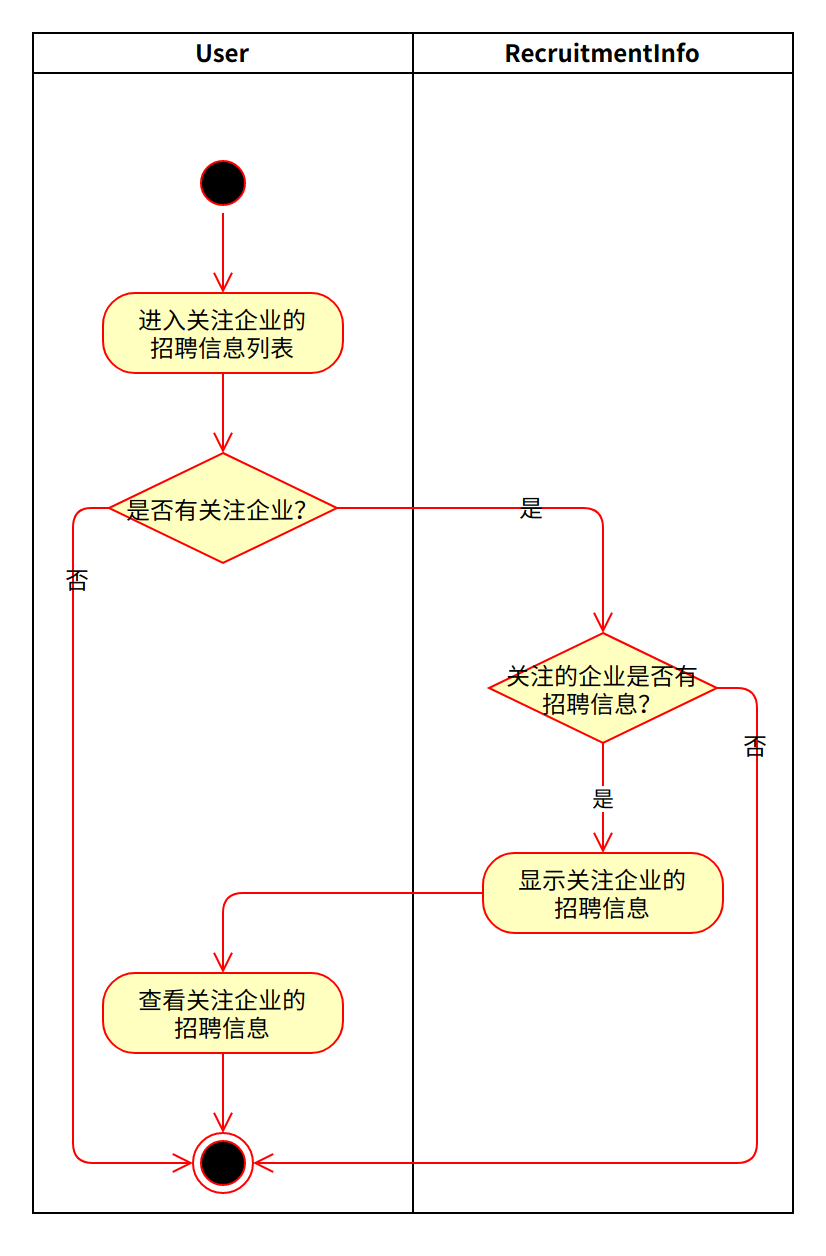 User
RecruitmentInfo
进入关注企业的
招聘信息列表
是否有关注企业？
是
否
关注的企业是否有
招聘信息？
否
是
显示关注企业的
招聘信息
查看关注企业的
招聘信息